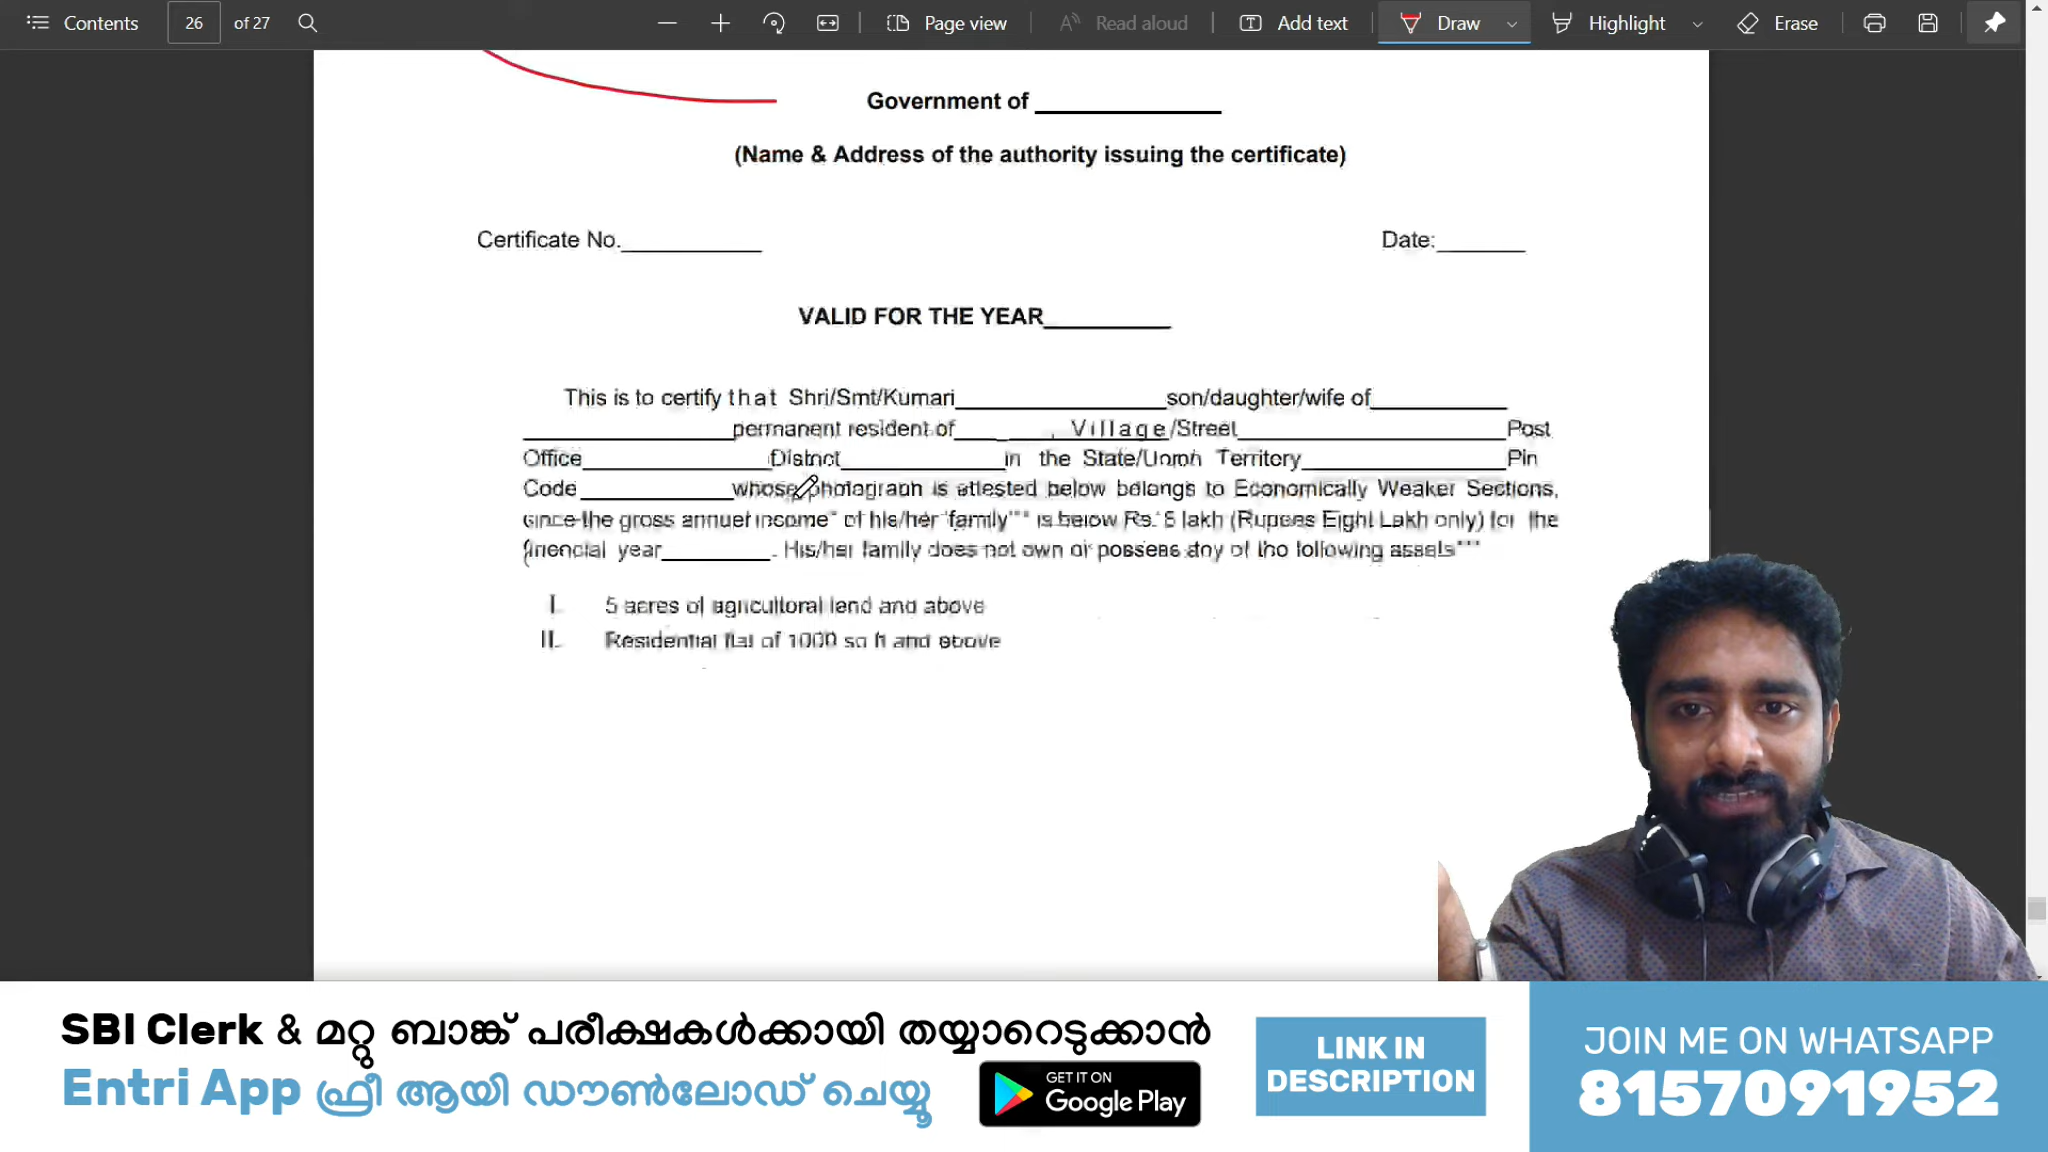 Contents 26 of 27 Page view Read aloud Add text Draw Highlight Erase
Government of
(Name & Address of the authority issuing the certificate)
Certificate No. Date:
VALID FOR THE YEAR
This is to certify that Shri/Smt/Kumari son/daughter/wife of
permanent resident of , Village/Street Post
Office District in the State/Union Territory Pin
Code whose photograph is attested below belongs to Economically Weaker Sections,
since the gross annual income* of his/her 'family''' is below Rs. 8 lakh (Rupees Eight Lakh only) for the
financial year . His/her family does not own or possess any of the following assets***
I. 5 acres of agricultural land and above
II. Residential flat of 1000 sq ft and above
SBI Clerk & മറ്റു ബാങ്ക് പരീക്ഷകൾക്കായി തയ്യാറെടുക്കാൻ
Entri App ഫ്രീ ആയി ഡൗൺലോഡ് ചെയ്യൂ
GET IT ON
Google Play
LINK IN
DESCRIPTION
JOIN ME ON WHATSAPP
8157091952